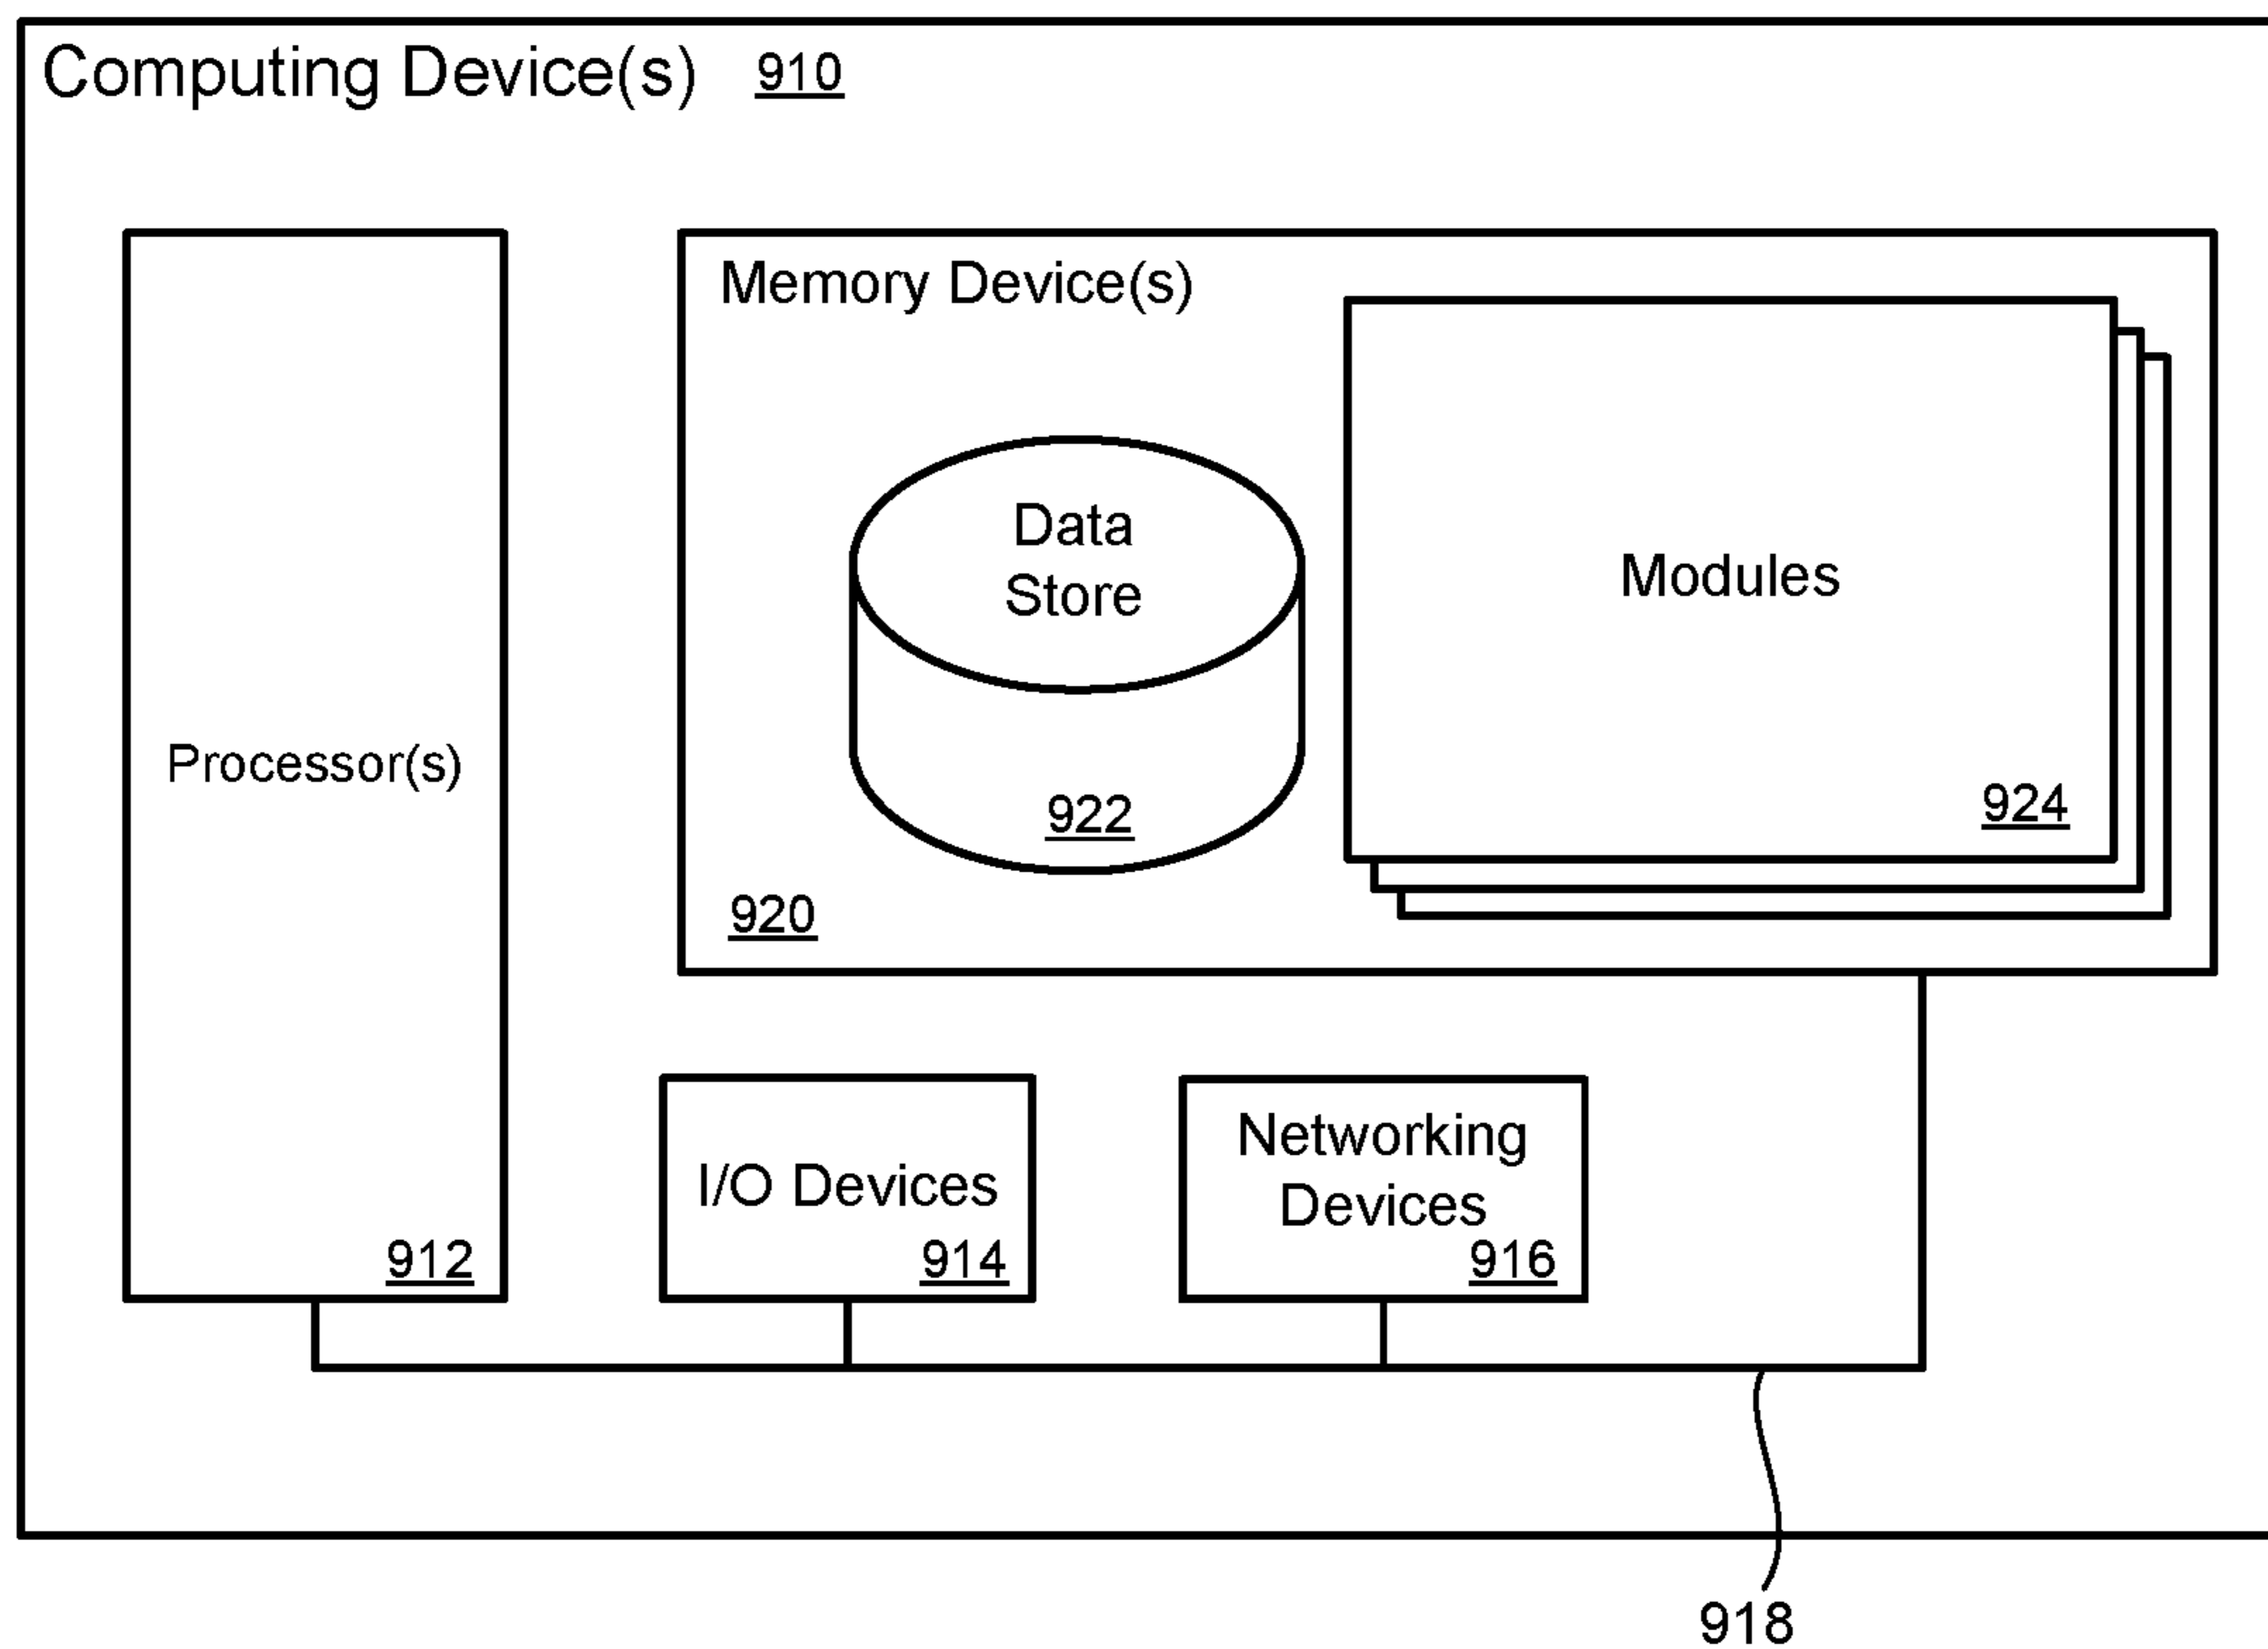 Computing Device(s) 910
Memory Device(s)
Data
Store
Modules
Processor(s)
922
924
920
Networking
I/O Devices
Devices
912
914
916
918